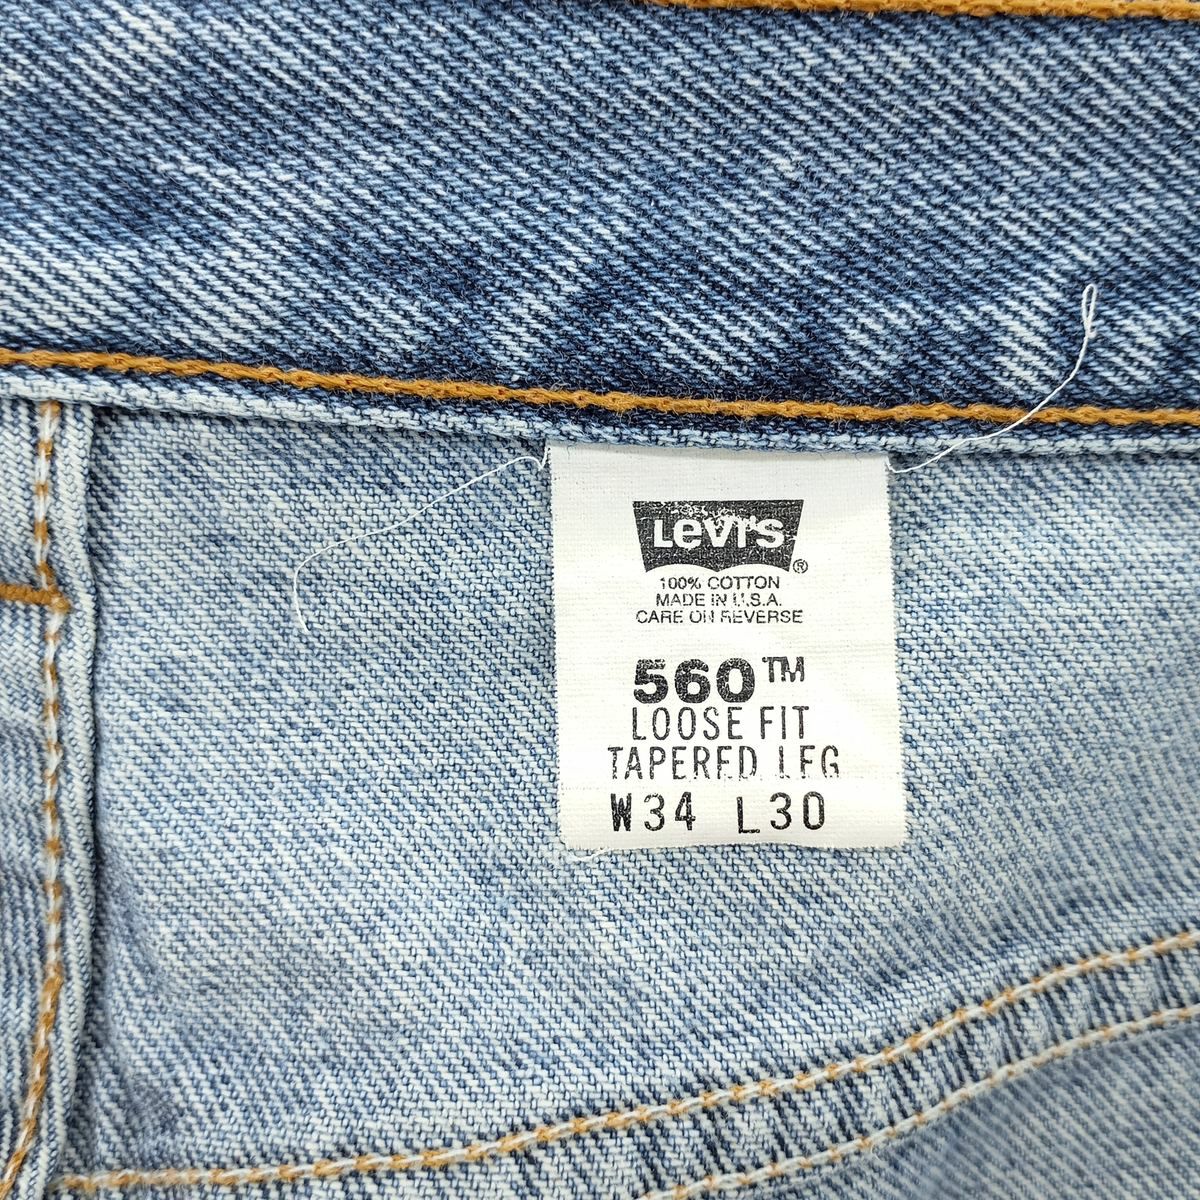 LEVI'S ®
100% COTTON
MADE IN U.S.A.
CARE ON REVERSE
560™
LOOSE FIT
TAPERED LEG
W34 L30